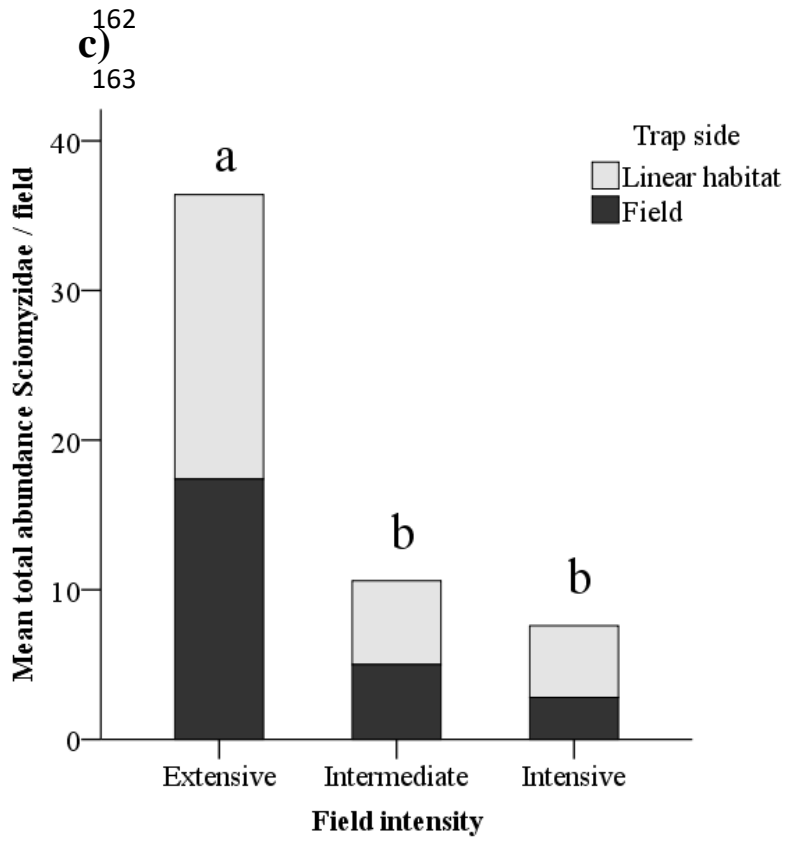 162
c)
163
40
30
20
10
0
Mean total abundance Sciomyzidae / field
a
b
b
Trap side
Linear habitat
Field
Extensive Intermediate Intensive
Field intensity